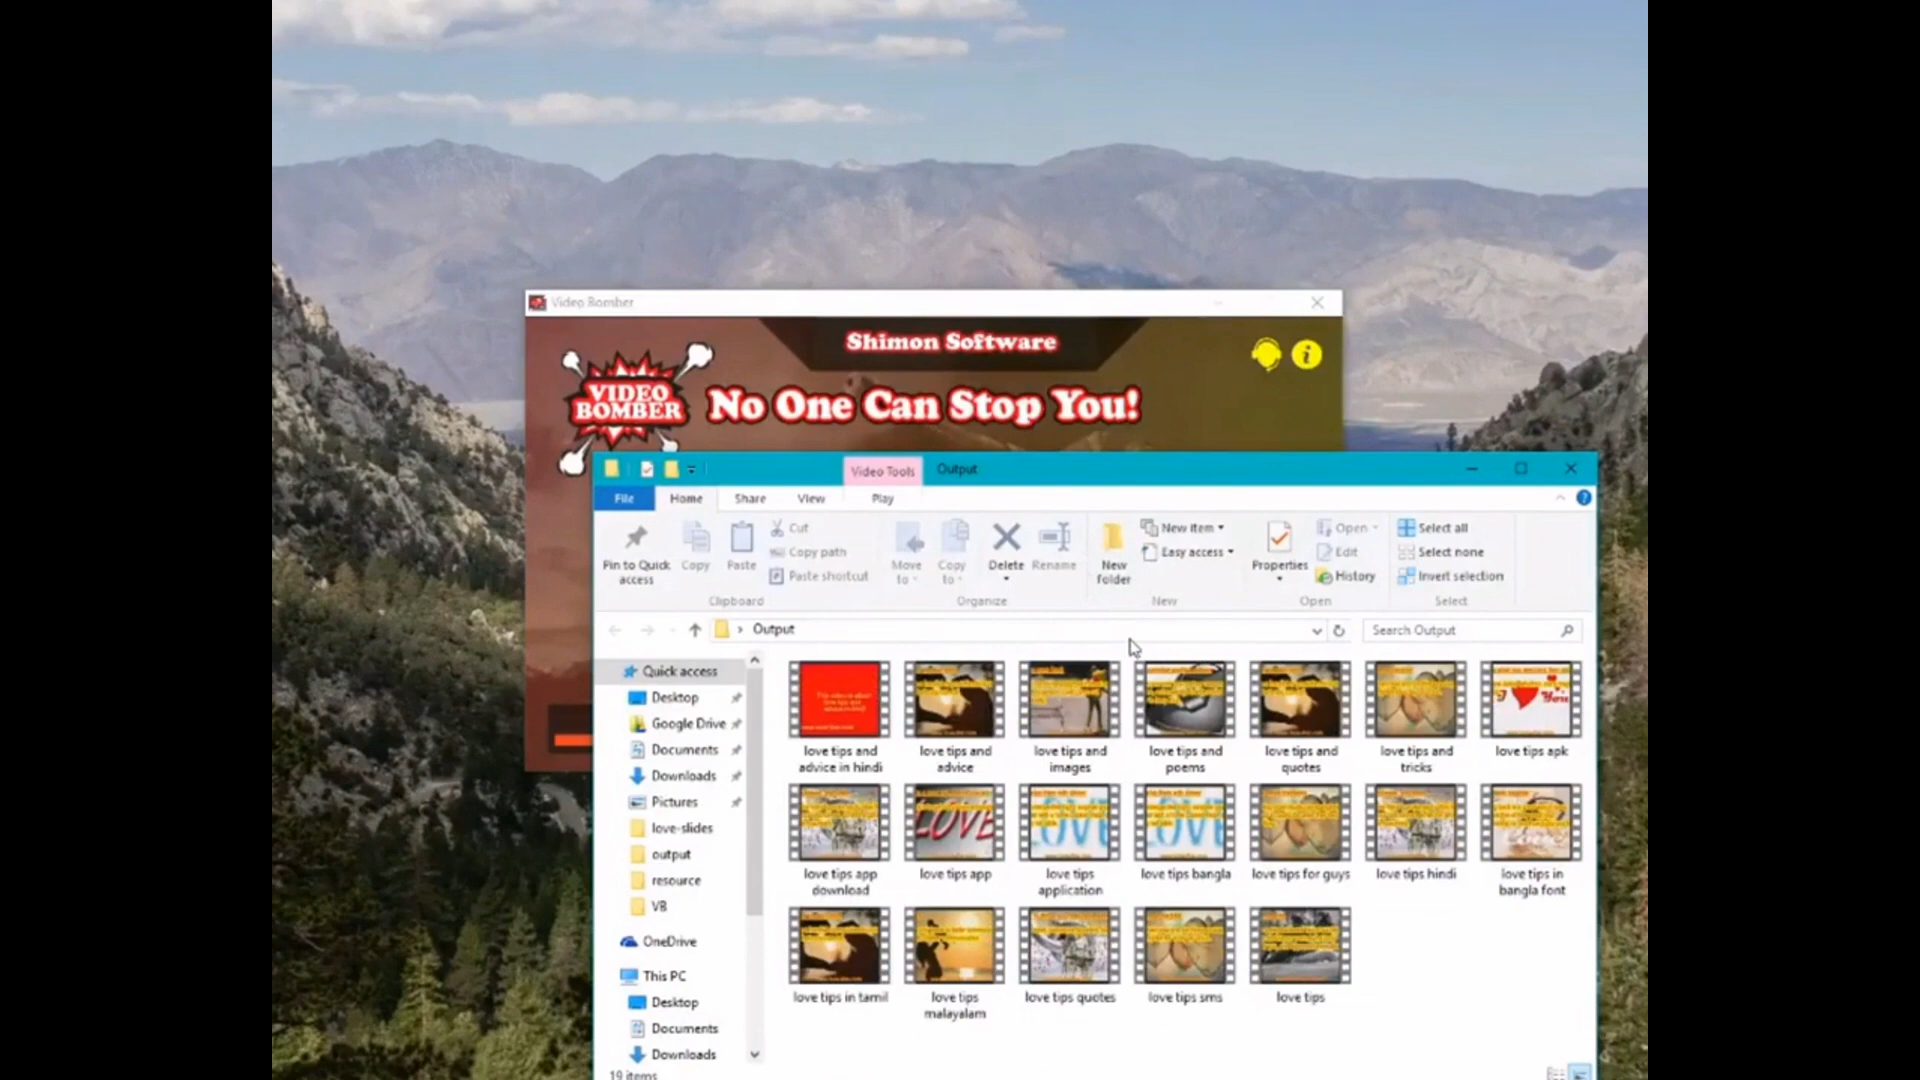 Video Bomber
Shimon Software
VIDEO
BOMBER
No One Can Stop You!
i
Video Tools
Output
File
Home
Share
View
Play
Pin to Quick
access
Copy
Paste
Cut
Copy path
Paste shortcut
Clipboard
Move
to
Copy
to
Delete
Rename
Organize
New
folder
New item
Easy access
New
Properties
Open
Edit
History
Open
Select all
Select none
Invert selection
Select
Output
Search Output
Quick access
Desktop
Google Drive
Documents
Downloads
Pictures
love-slides
output
resource
VB
OneDrive
This PC
Desktop
Documents
Downloads
19 items
love tips and
advice in hindi
love tips and
advice
love tips and
images
love tips and
poems
love tips and
quotes
love tips and
tricks
I You
love tips apk
love tips app
download
LOVE
love tips app
love tips
application
love tips bangla
love tips for guys
love tips hindi
love tips in
bangla font
love tips in tamil
love tips
malayalam
love tips quotes
love tips sms
love tips